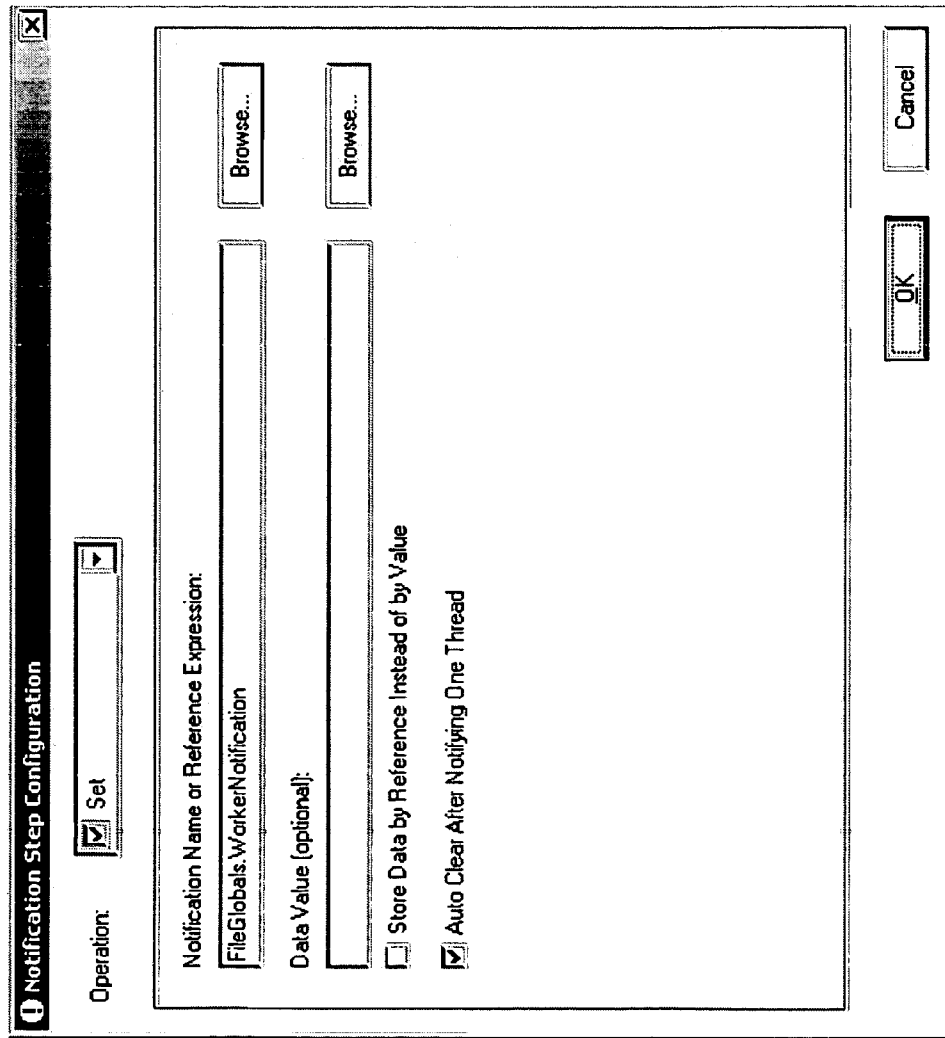 Notification Step Configuration
Operation: Set
Notification Name or Reference Expression:
FileGlobals.WorkerNotification Browse...
Data Value (optional):
Browse...
Store Data by Reference Instead of by Value
Auto Clear After Notifying One Thread
OK Cancel